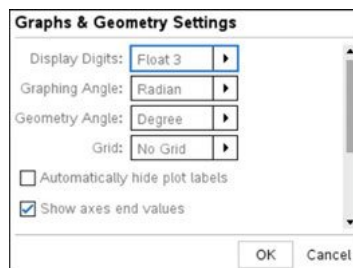 Graphs & Geometry Settings
Display Digits: Float 3
Graphing Angle: Radian
Geometry Angle: Degree
Grid: No Grid
Automatically hide plot labels
Show axes end values
OK Cancel